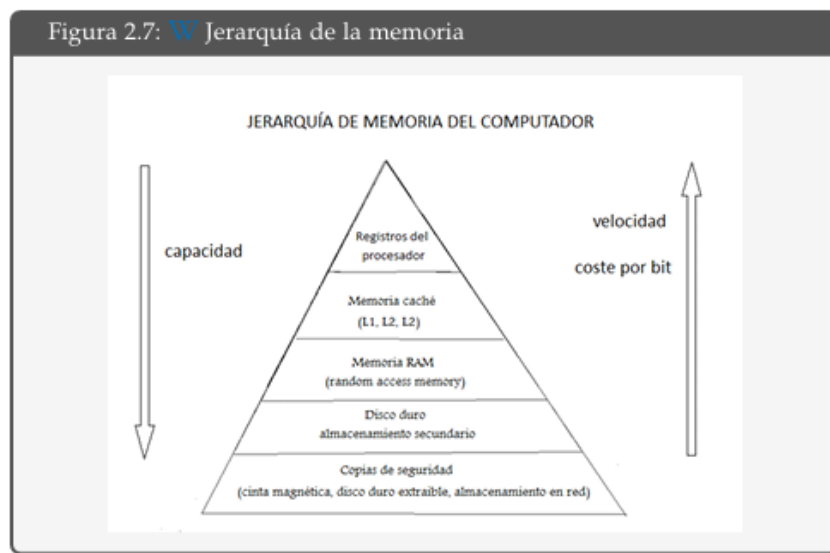 Figura 2.7: W Jerarquía de la memoria
JERARQUÍA DE MEMORIA DEL COMPUTADOR
capacidad
velocidad
coste por bit
Registros del
procesador
Memoria caché
(L1, L2, L2)
Memoria RAM
(random access memory)
Disco duro
almacenamiento secundario
Copias de seguridad
(cinta magnética, disco duro extraible, almacenamiento en red)